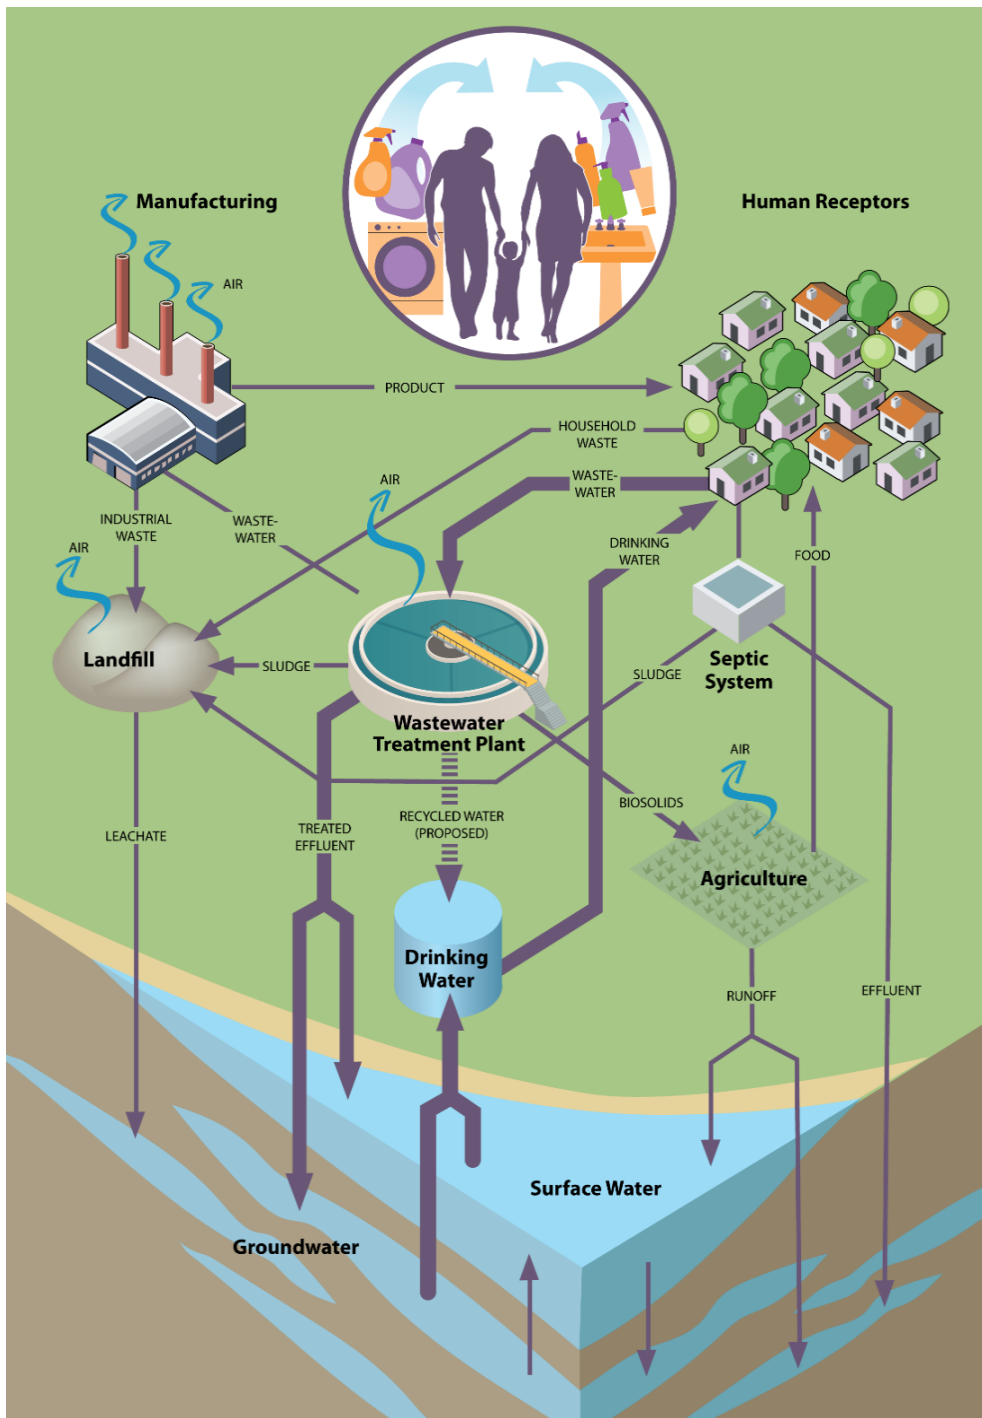 Manufacturing
Human Receptors
AIR
PRODUCT
HOUSEHOLD
WASTE
AIR
WASTE-
WATER
INDUSTRIAL
WASTE
WASTE-
WATER
DRINKING
WATER
FOOD
AIR
Landfill
SLUDGE
SLUDGE
Septic
System
Wastewater
Treatment Plant
AIR
BIOSOLIDS
LEACHATE
TREATED
EFFLUENT
RECYCLED WATER
(PROPOSED)
Agriculture
Drinking
Water
RUNOFF
EFFLUENT
Surface Water
Groundwater